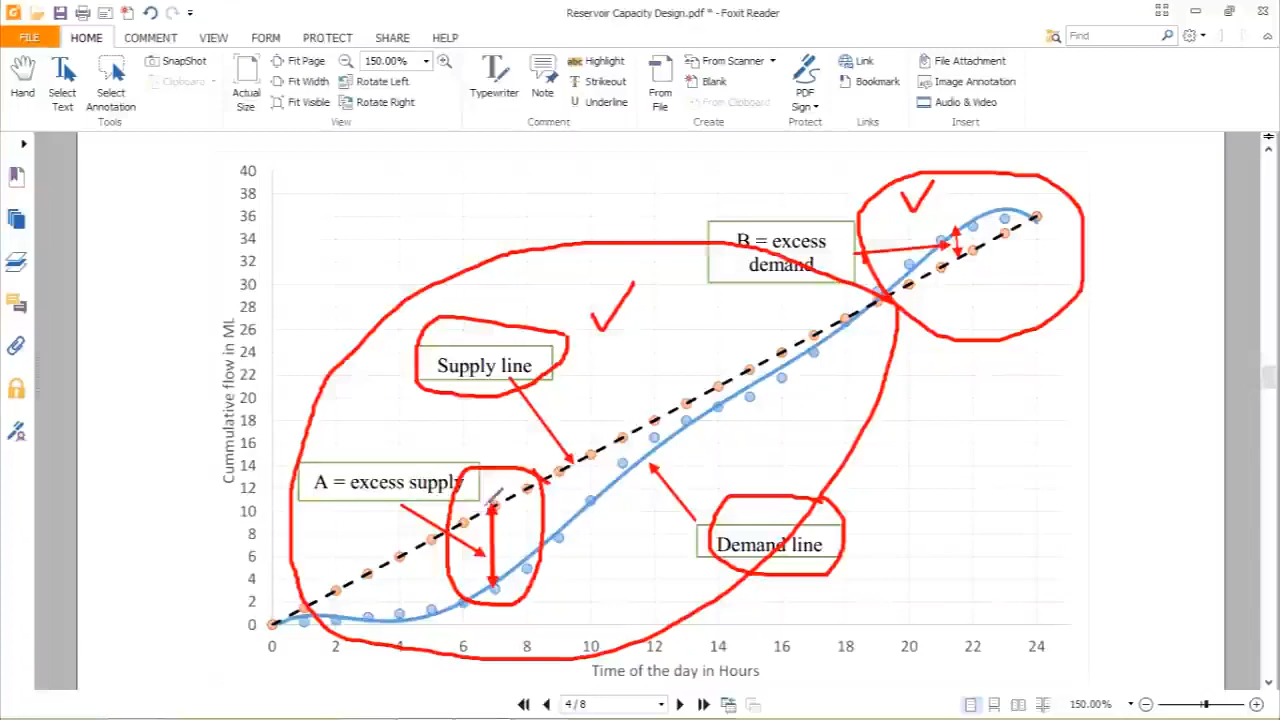 Reservoir Capacity Design.pdf * - Foxit Reader
FILE
HOME
COMMENT
VIEW
FORM
PROTECT
SHARE
HELP
Find
Hand
Select Text
Select Annotation
SnapShot
Clipboard
Tools
Actual Size
Fit Page
Fit Width
Fit Visible
150.00%
Rotate Left
Rotate Right
View
Typewriter
Note
Highlight
Strikeout
Underline
Comment
From File
From Scanner
Blank
From Clipboard
Create
PDF Sign
Protect
Link
Bookmark
Links
File Attachment
Image Annotation
Audio & Video
Insert
Cummulative flow in ML
40
38
36
34
32
30
28
26
24
22
20
18
16
14
12
10
8
6
4
2
0
B = excess
demand
Supply line
A = excess supply
Demand line
0 2 4 6 8 10 12 14 16 18 20 22 24
Time of the day in Hours
4 / 8
150.00%